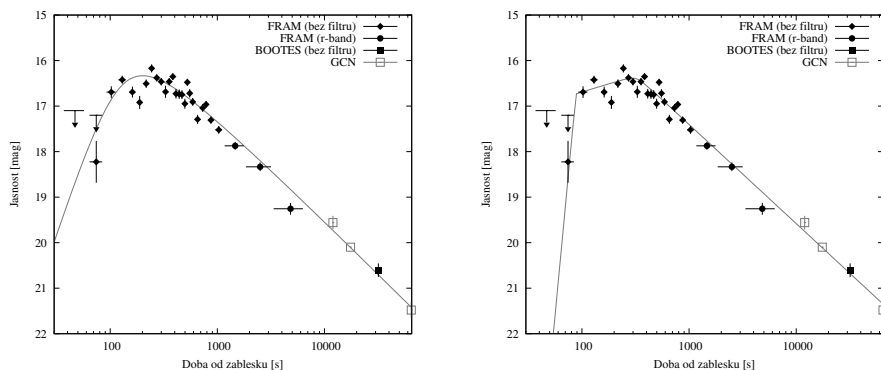 FRAM (bez filtru)
FRAM (r-band)
BOOTES (bez filtru)
GCN
15
16
17
18
19
20
21
22
Jasnost [mag]
100
1000
10000
Doba od zablesku [s]
FRAM (bez filtru)
FRAM (r-band)
BOOTES (bez filtru)
GCN
15
16
17
18
19
20
21
22
Jasnost [mag]
100
1000
10000
Doba od zablesku [s]